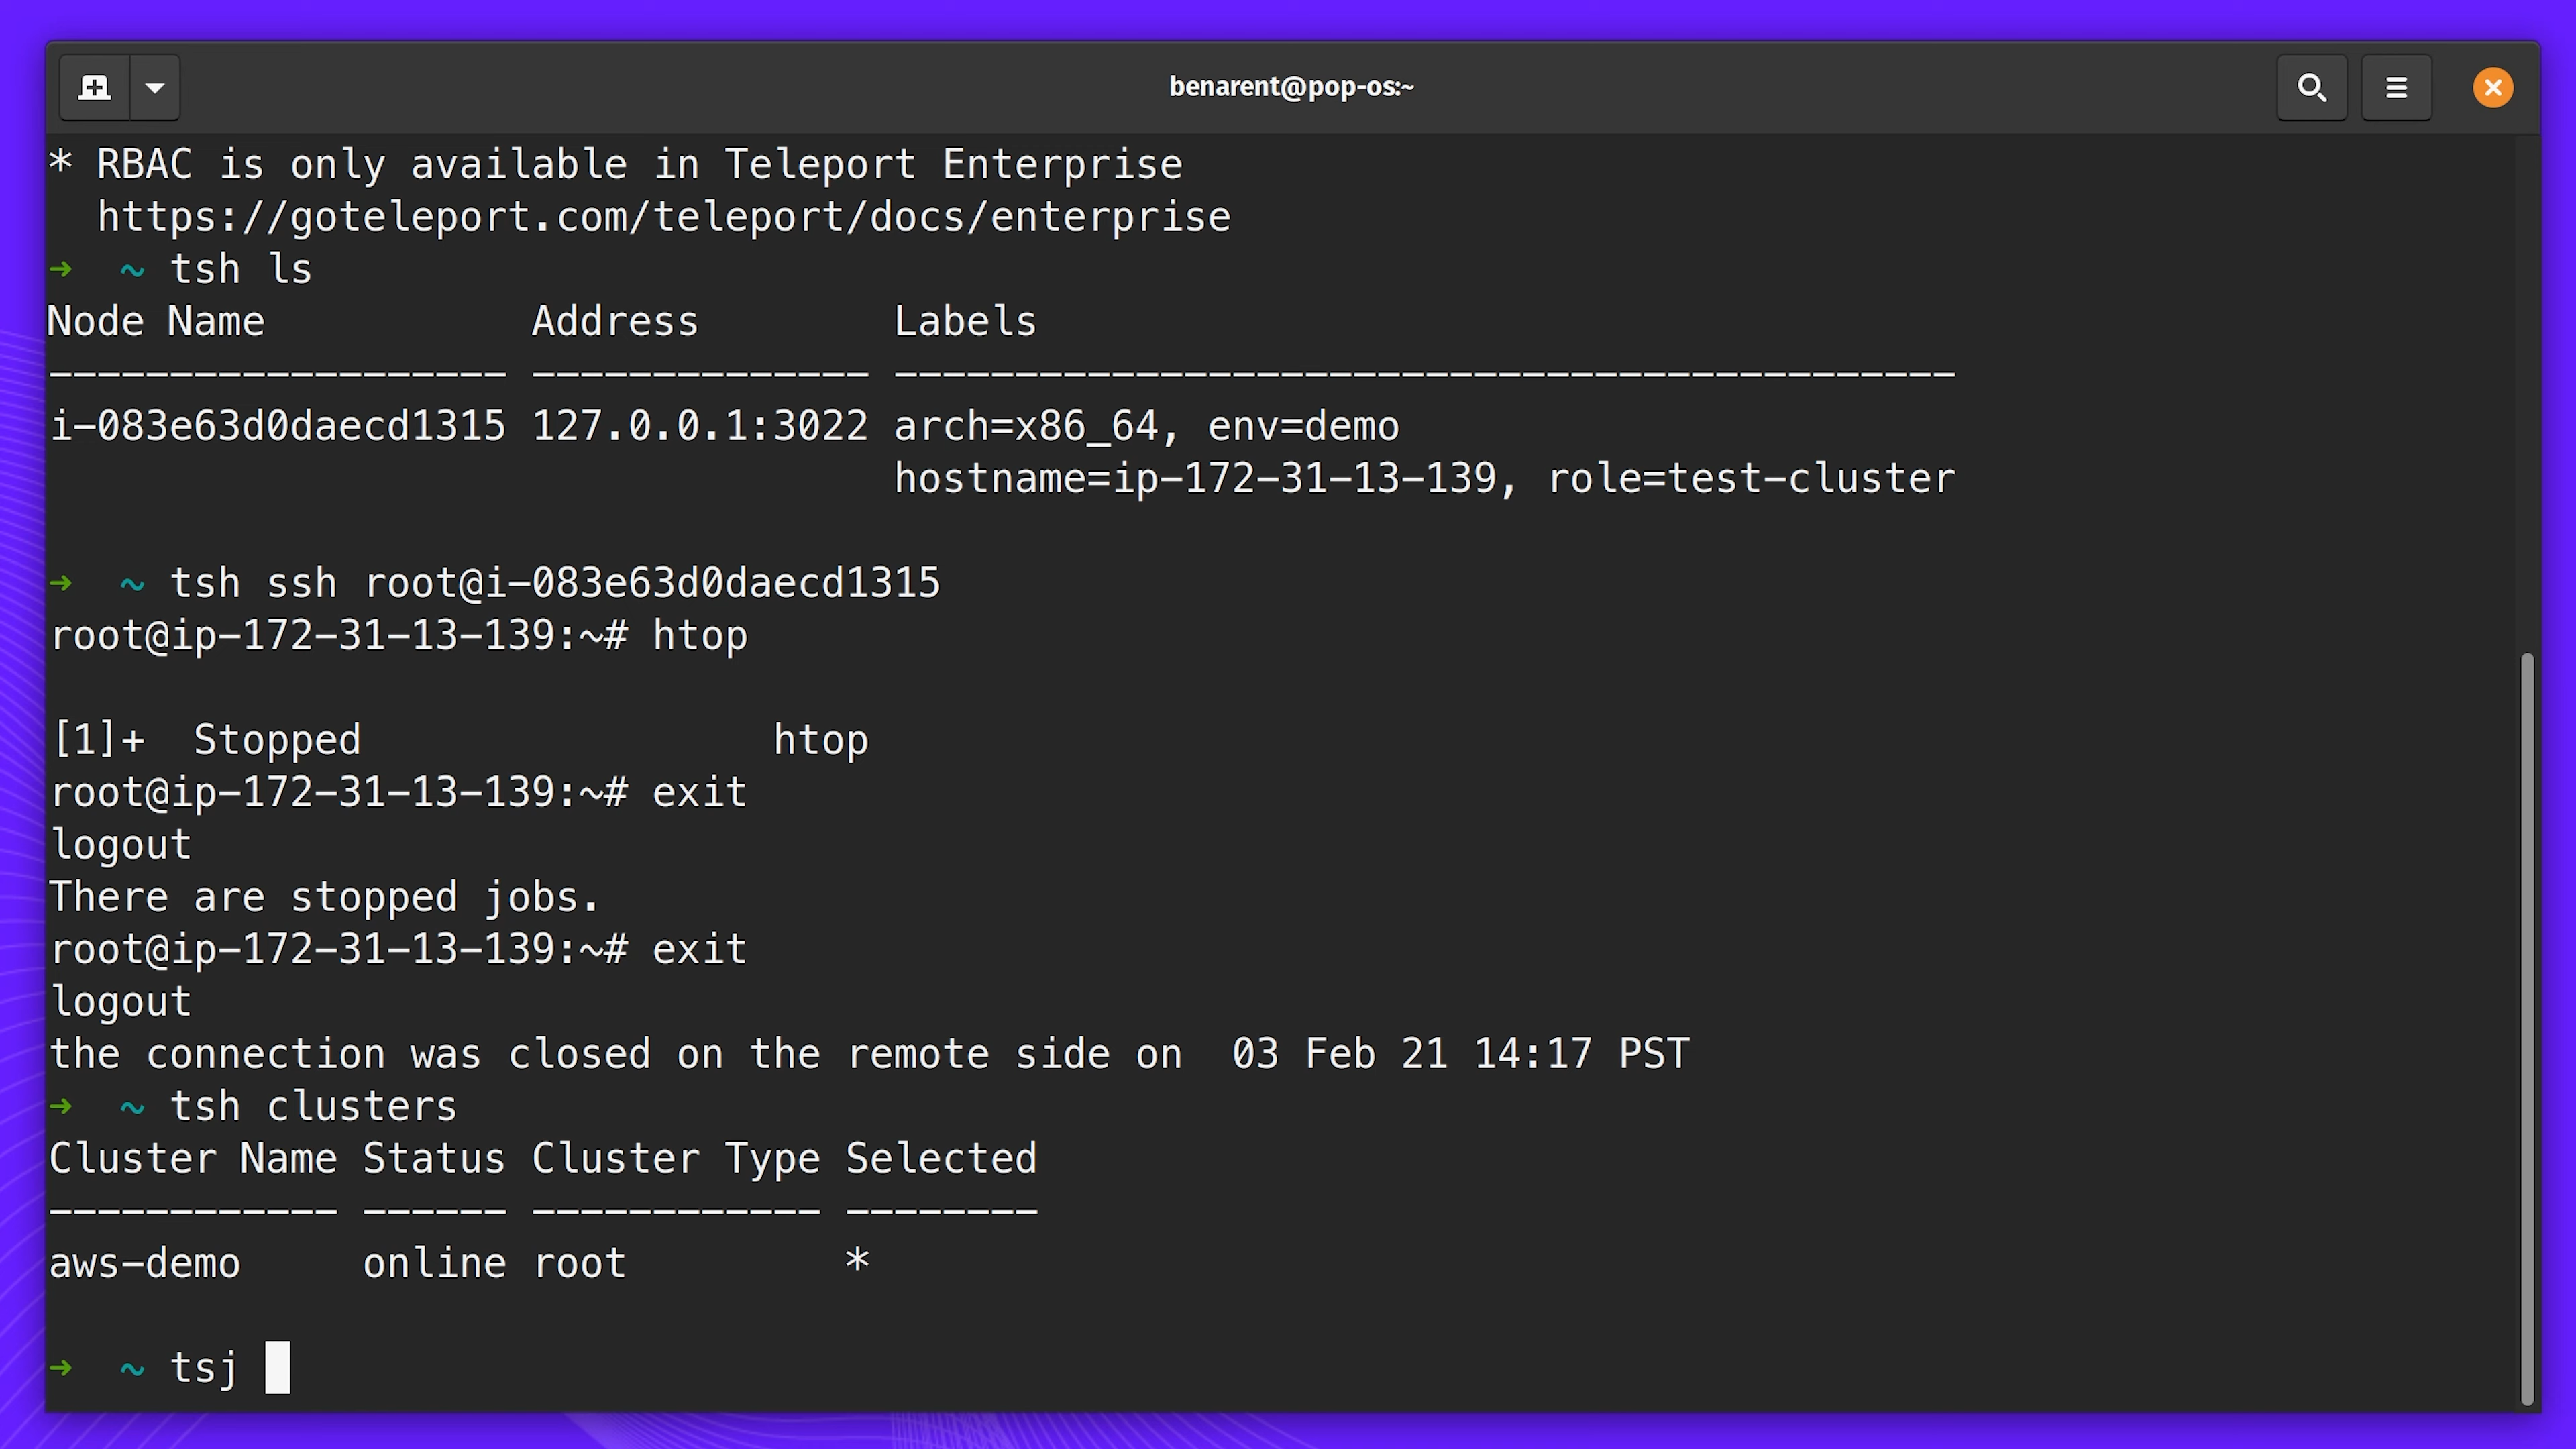 benarent@pop-os:~
* RBAC is only available in Teleport Enterprise
https://goteleport.com/teleport/docs/enterprise
➜ ~ tsh ls
Node Name Address Labels
------------------- -------------- --------------------------------------------
i-083e63d0daecd1315 127.0.0.1:3022 arch=x86_64, env=demo
hostname=ip-172-31-13-139, role=test-cluster
➜ ~ tsh ssh root@i-083e63d0daecd1315
root@ip-172-31-13-139:~# htop
[1]+ Stopped htop
root@ip-172-31-13-139:~# exit
logout
There are stopped jobs.
root@ip-172-31-13-139:~# exit
logout
the connection was closed on the remote side on 03 Feb 21 14:17 PST
➜ ~ tsh clusters
Cluster Name Status Cluster Type Selected
------------ ------ ------------ --------
aws-demo online root *
➜ ~ tsj